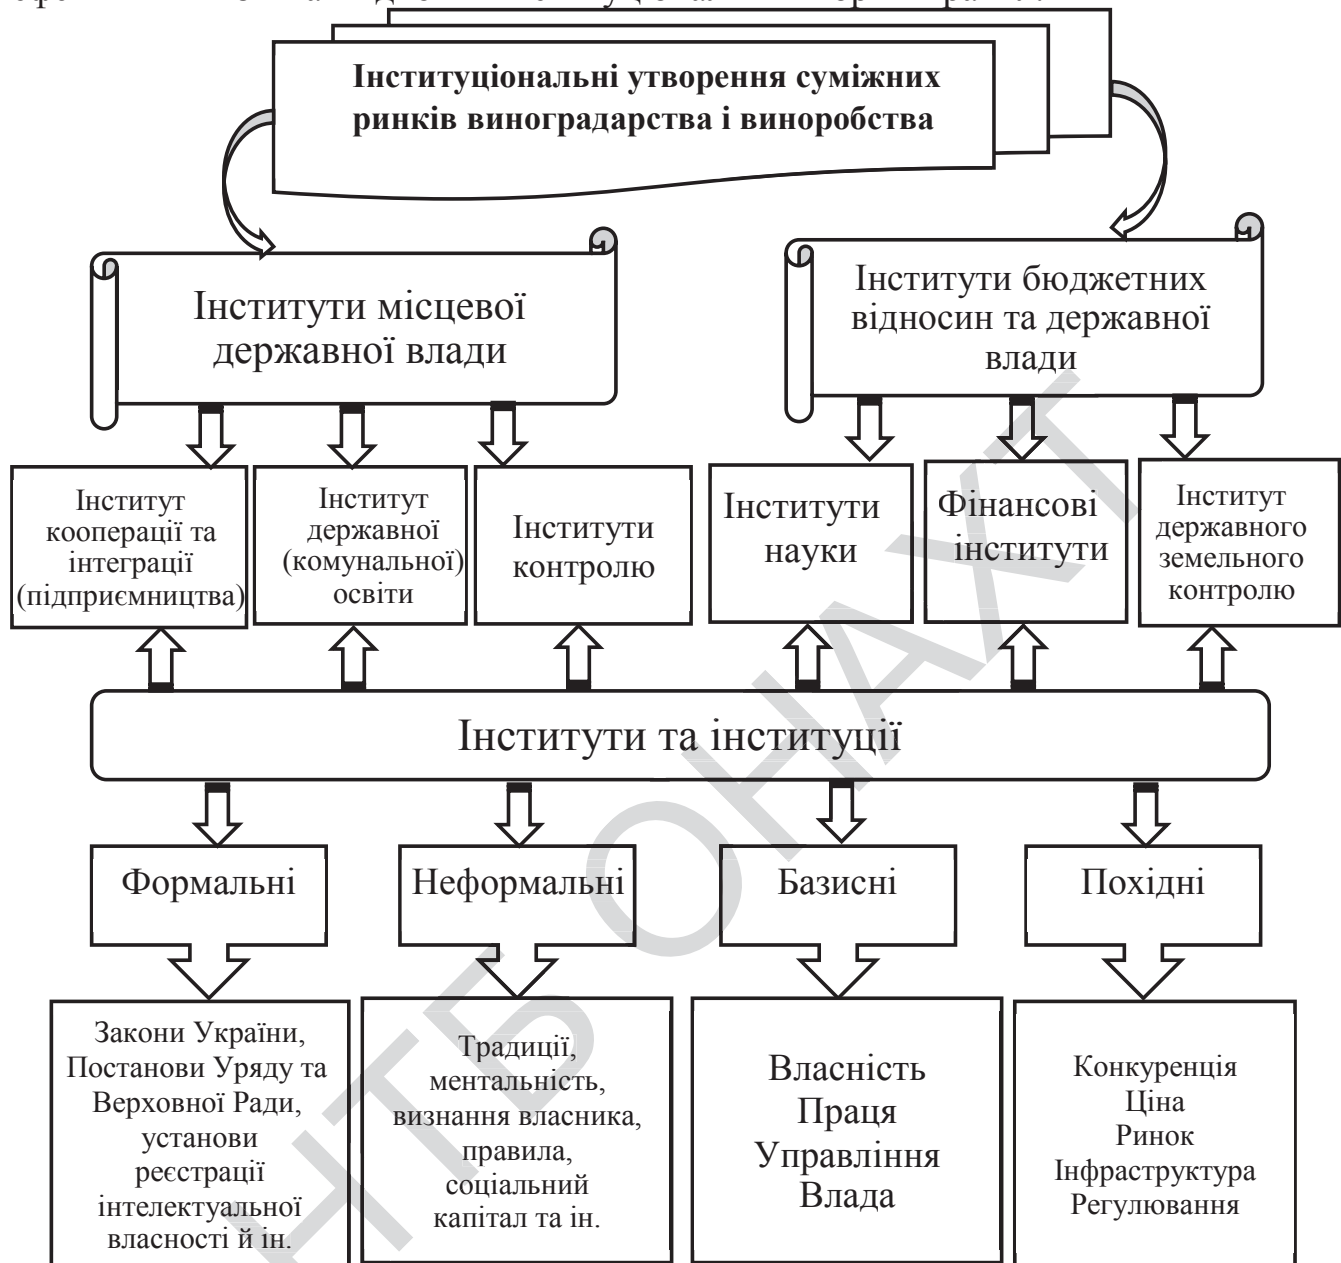 Інституціональні утворення суміжних
ринків виноградарства і виноробства
Інститути місцевої
державної влади
Інститути бюджетних
відносин та державної
влади
Інститут
кооперації та
інтеграції
(підприємництва)
Інститут
державної
(комунальної)
освіти
Інститути
контролю
Інститути
науки
Фінансові
інститути
Інститут
державного
земельного
контролю
Інститути та інституції
Формальні
Неформальні
Базисні
Похідні
Закони України,
Постанови Уряду та
Верховної Ради,
установи
реєстрації
інтелектуальної
власності й ін.
Традиції,
ментальність,
визнання власника,
правила,
соціальний
капітал та ін.
Власність
Праця
Управління
Влада
Конкуренція
Ціна
Ринок
Інфраструктура
Регулювання
НТБ ОНАХТ